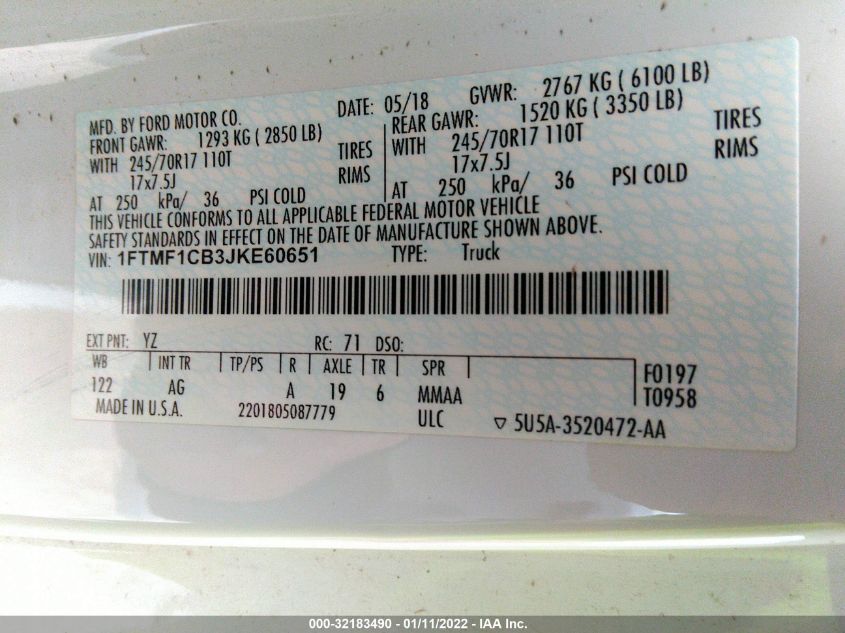 MFD. BY FORD MOTOR CO. DATE: 05/18 GVWR: 2767 KG ( 6100 LB)
FRONT GAWR: 1293 KG ( 2850 LB) REAR GAWR: 1520 KG ( 3350 LB)
WITH 245/70R17 110T TIRES WITH 245/70R17 110T TIRES
17x7.5J RIMS 17x7.5J RIMS
AT 250 kPa/ 36 PSI COLD AT 250 kPa/ 36 PSI COLD
THIS VEHICLE CONFORMS TO ALL APPLICABLE FEDERAL MOTOR VEHICLE
SAFETY STANDARDS IN EFFECT ON THE DATE OF MANUFACTURE SHOWN ABOVE.
VIN: 1FTMF1CB3JKE60651 TYPE: Truck
EXT PNT: YZ RC: 71 DSO:
WB INT TR TP/PS R AXLE TR SPR F0197
122 AG A 19 6 MMAA T0958
MADE IN U.S.A. 2201805087779 ULC ▽ 5U5A-3520472-AA
000-32183490 - 01/11/2022 - IAA Inc.